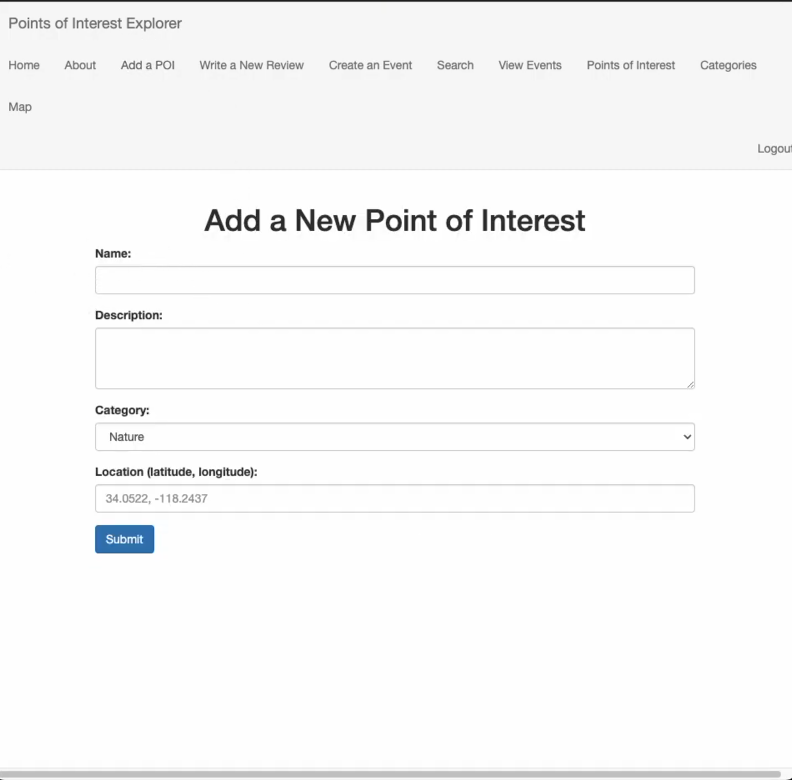 Points of Interest Explorer
Home About Add a POI Write a New Review Create an Event Search View Events Points of Interest Categories
Map
Logout
Add a New Point of Interest
Name:
Description:
Category:
Nature
Location (latitude, longitude):
34.0522, -118.2437
Submit